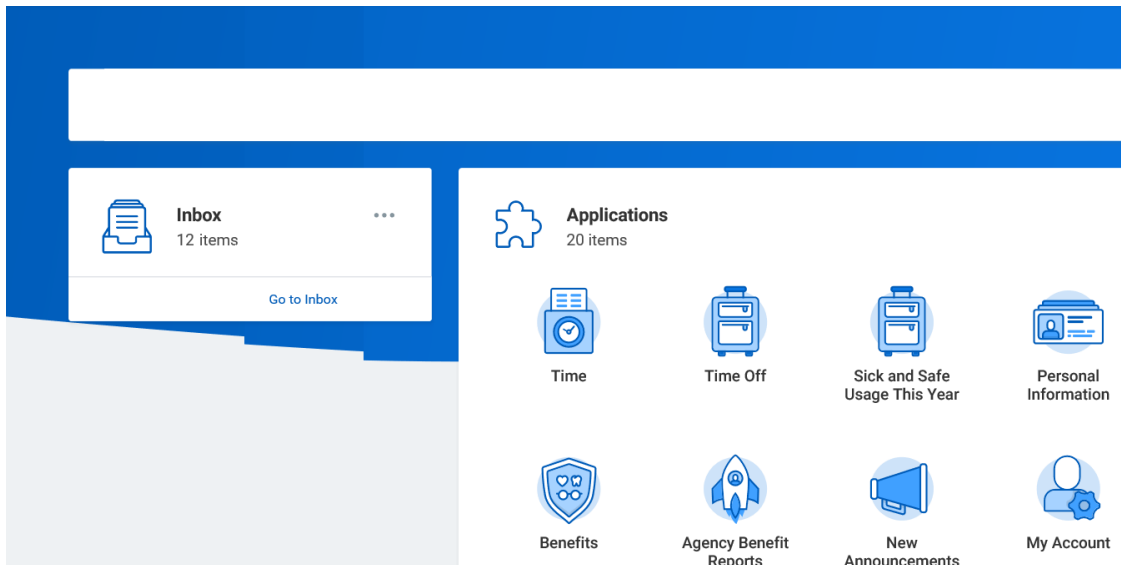 Inbox
12 items
Go to Inbox
Applications
20 items
Time
Time Off
Sick and Safe
Usage This Year
Personal
Information
Benefits
Agency Benefit
Reports
New
Announcements
My Account